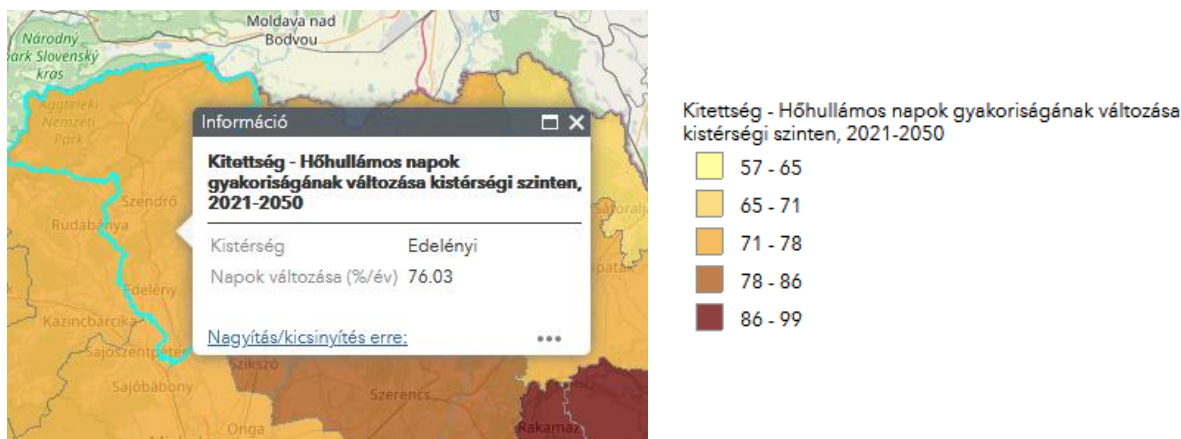 Moldava nad
Bodvou
Národný
park Slovenský
kras
Aggteleki
Nemzeti
Park
Információ
Kitettség - Hőhullámos napok
gyakoriságának változása kistérségi szinten,
2021-2050
Kistérség Edelényi
Napok változása (%/év) 76.03
Nagyítás/kicsinyítés erre:
Szendrő
Rudabánya
Edelény
Kazincbarcika
Sajószentpéter
Sajóbábony
Szikszó
Szerencs
Onga
Rakamaz
Kitettség - Hőhullámos napok gyakoriságának változása
kistérségi szinten, 2021-2050
57 - 65
65 - 71
71 - 78
78 - 86
86 - 99